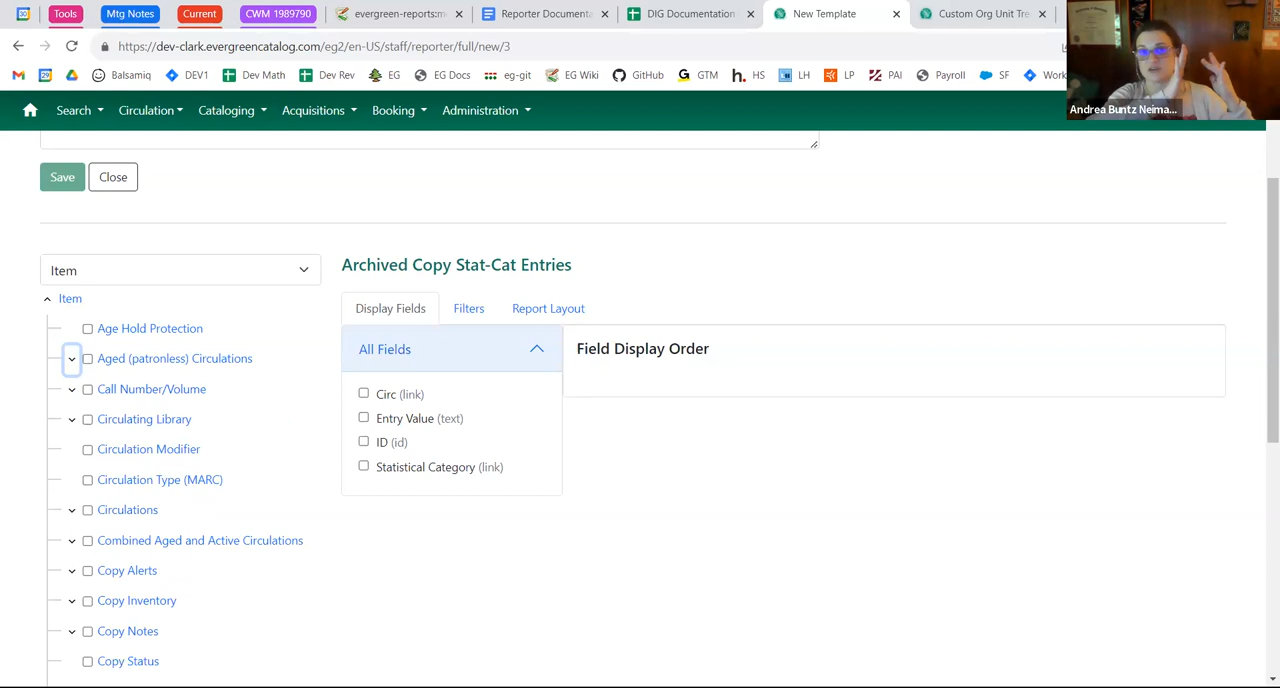 30 Tools Mtg Notes Current CWM 1989790 evergreen-reports:m Reporter Documenta DIG Documentation New Template Custom Org Unit Tre
https://dev-clark.evergreencatalog.com/eg2/en-US/staff/reporter/full/new/3
Balsamiq DEV1 Dev Math Dev Rev EG EG Docs eg-git EG Wiki GitHub GTM HS LH LP PAI Payroll SF Work
Andrea Buntz Neima...
Search Circulation Cataloging Acquisitions Booking Administration
Save Close
Item
Archived Copy Stat-Cat Entries
Item
Display Fields Filters Report Layout
Age Hold Protection
All Fields
Field Display Order
Aged (patronless) Circulations
Call Number/Volume
Circ (link)
Circulating Library
Entry Value (text)
ID (id)
Circulation Modifier
Statistical Category (link)
Circulation Type (MARC)
Circulations
Combined Aged and Active Circulations
Copy Alerts
Copy Inventory
Copy Notes
Copy Status